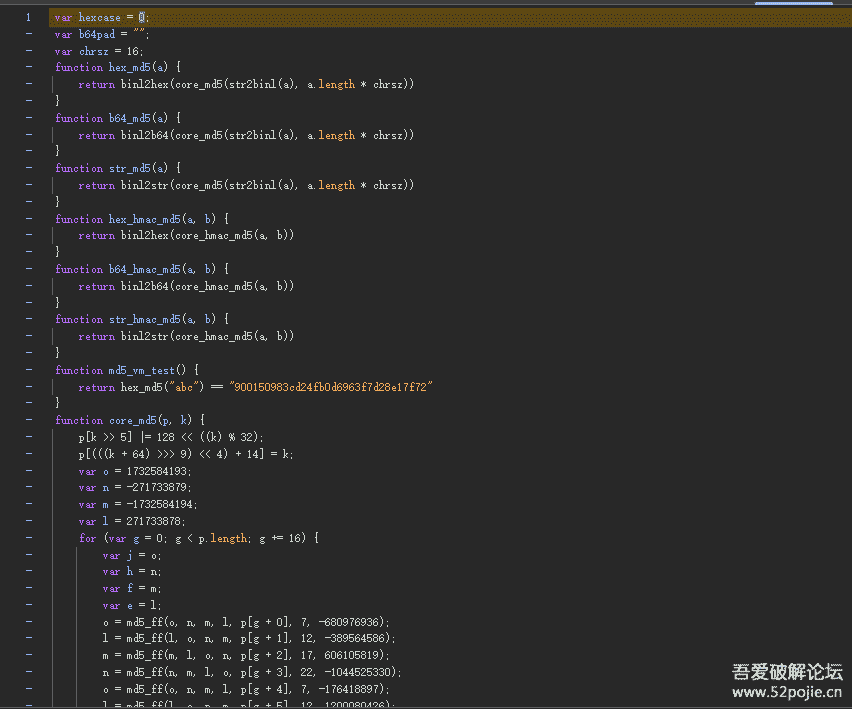 1 var hexcase = 0;
- var b64pad = "";
- var chrsz = 16;
- function hex_md5(a) {
- return binl2hex(core_md5(str2binl(a), a.length * chrsz))
- }
- function b64_md5(a) {
- return binl2b64(core_md5(str2binl(a), a.length * chrsz))
- }
- function str_md5(a) {
- return binl2str(core_md5(str2binl(a), a.length * chrsz))
- }
- function hex_hmac_md5(a, b) {
- return binl2hex(core_hmac_md5(a, b))
- }
- function b64_hmac_md5(a, b) {
- return binl2b64(core_hmac_md5(a, b))
- }
- function str_hmac_md5(a, b) {
- return binl2str(core_hmac_md5(a, b))
- }
- function md5_vm_test() {
- return hex_md5("abc") == "900150983cd24fb0d6963f7d28e17f72"
- }
- function core_md5(p, k) {
- p[k >> 5] |= 128 << ((k) % 32);
- p[(((k + 64) >>> 9) << 4) + 14] = k;
- var o = 1732584193;
- var n = -271733879;
- var m = -1732584194;
- var l = 271733878;
- for (var g = 0; g < p.length; g += 16) {
- var j = o;
- var h = n;
- var f = m;
- var e = l;
- o = md5_ff(o, n, m, l, p[g + 0], 7, -680976936);
- l = md5_ff(l, o, n, m, p[g + 1], 12, -389564586);
- m = md5_ff(m, l, o, n, p[g + 2], 17, 606105819);
- n = md5_ff(n, m, l, o, p[g + 3], 22, -1044525330);
- o = md5_ff(o, n, m, l, p[g + 4], 7, -176418897);
- l = md5_ff(l, o, n, m, p[g + 5], 12, 1200080426);
吾爱破解论坛
www.52pojie.cn